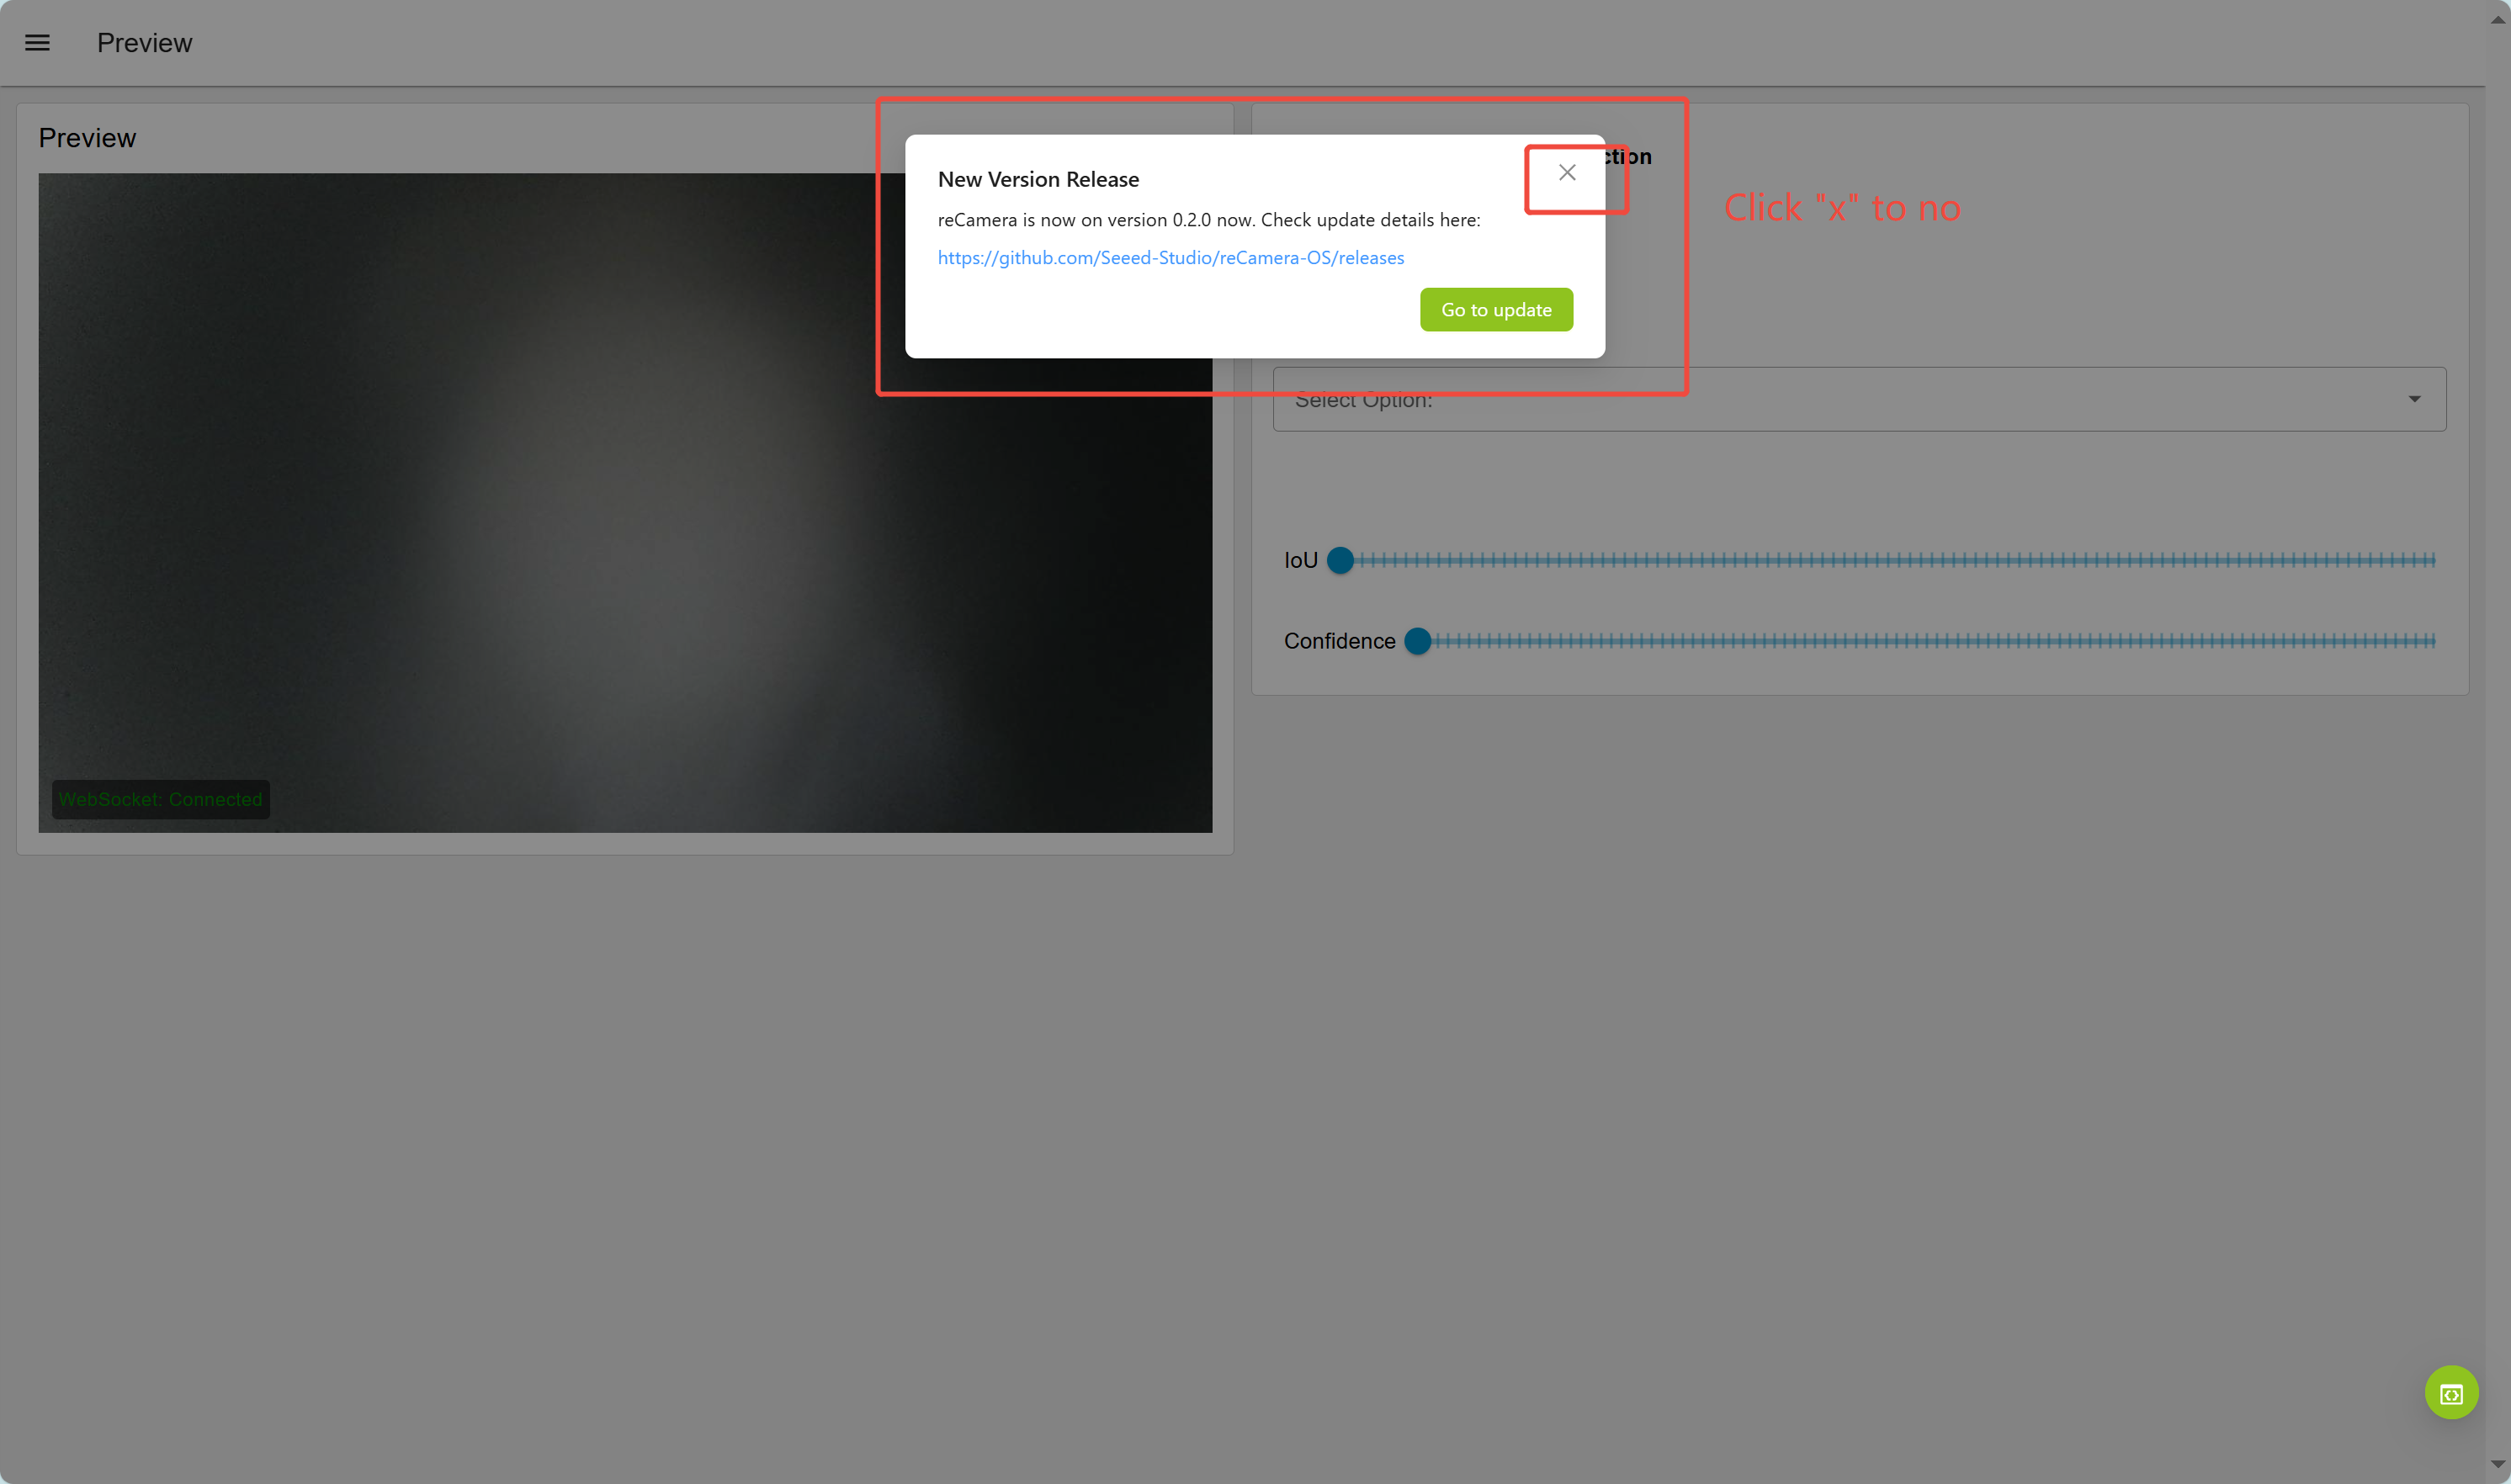 Preview
Preview
New Version Release
reCamera is now on version 0.2.0 now. Check update details here:
https://github.com/Seeed-Studio/reCamera-OS/releases
Go to update
Click "x" to no
Select Option:
IoU
Confidence
WebSocket: Connected